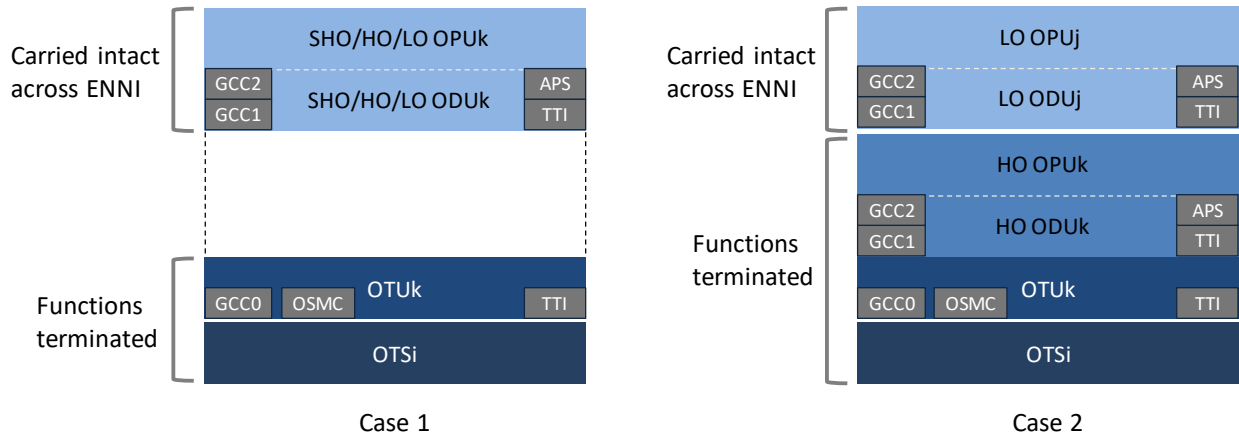 Carried intact
across ENNI
SHO/HO/LO OPUk
GCC2
APS
SHO/HO/LO ODUk
GCC1
TTI
Functions
terminated
OTUk
GCC0
OSMC
TTI
OTSi
Case 1
Carried intact
across ENNI
LO OPUj
GCC2
APS
LO ODUj
GCC1
TTI
Functions
terminated
HO OPUk
GCC2
APS
HO ODUk
GCC1
TTI
OTUk
GCC0
OSMC
TTI
OTSi
Case 2